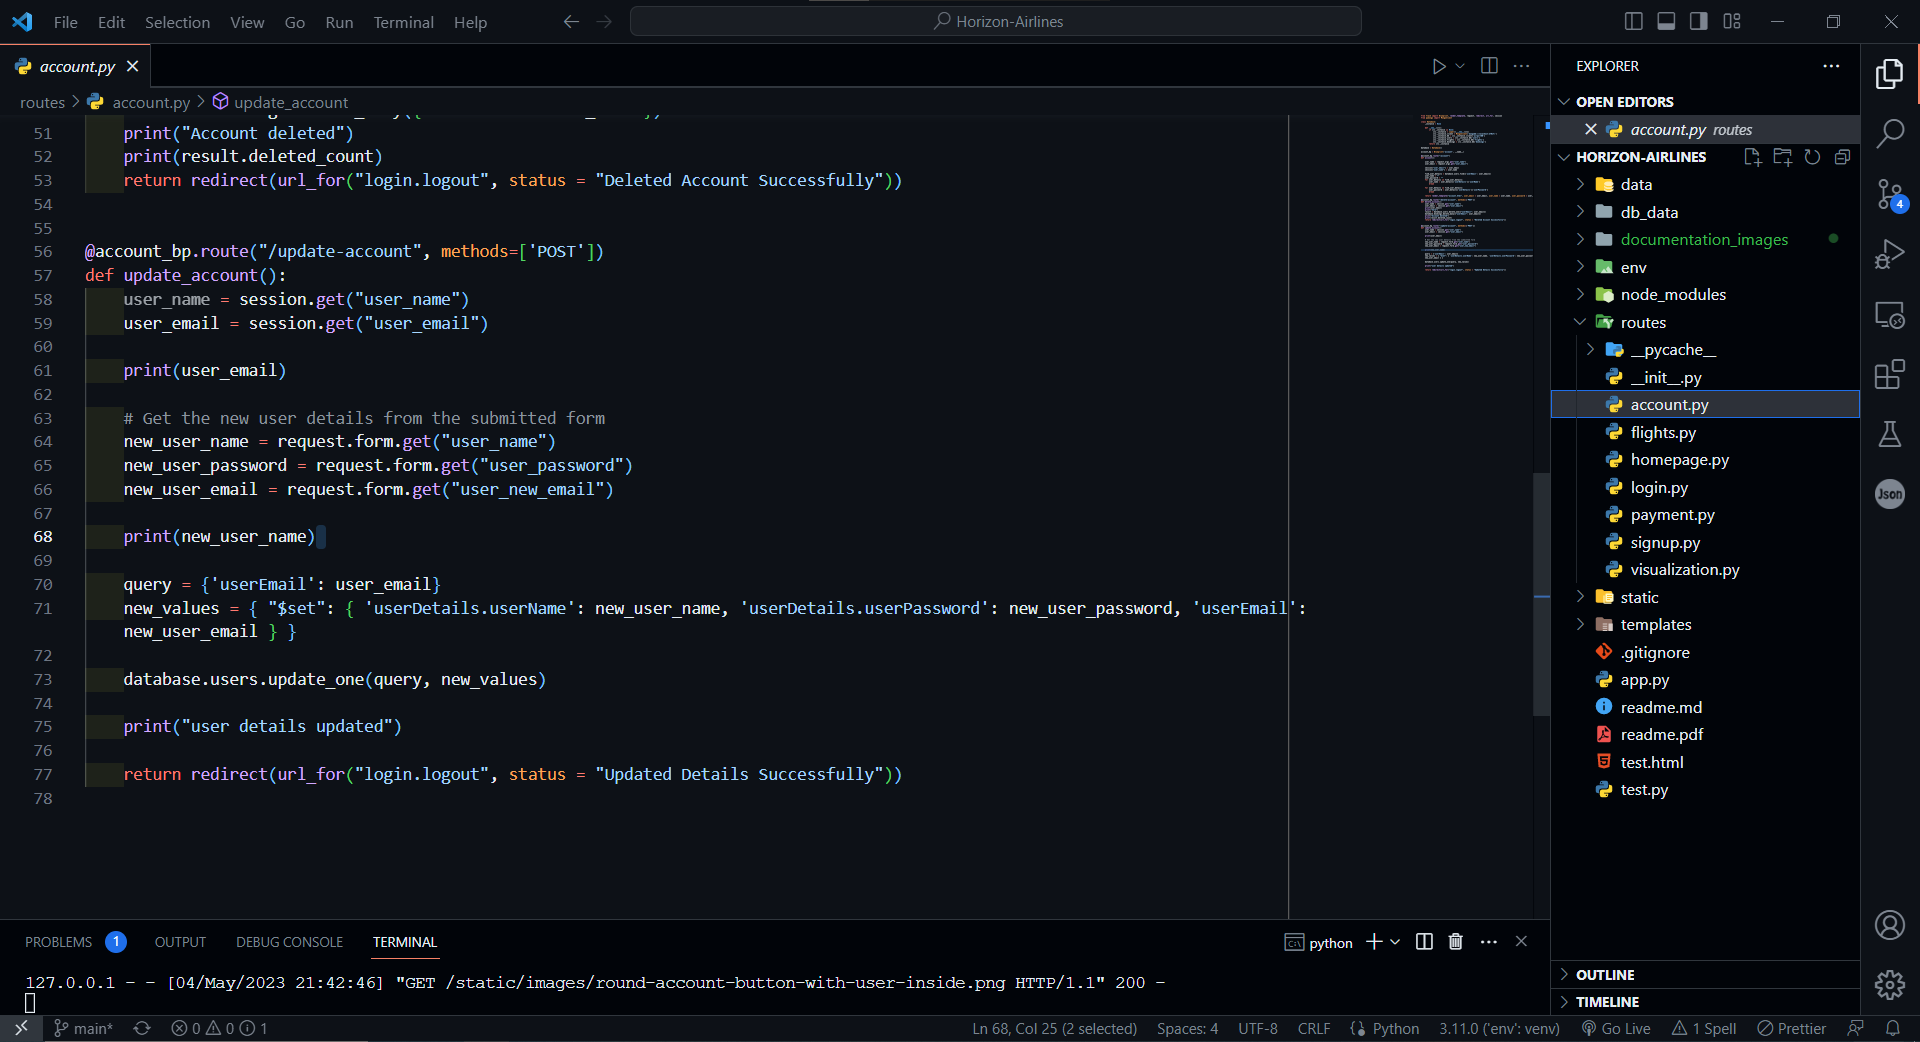 File Edit Selection View Go Run Terminal Help
Horizon-Airlines
account.py
routes > account.py > update_account
51 print("Account deleted")
52 print(result.deleted_count)
53 return redirect(url_for("login.logout", status = "Deleted Account Successfully"))
54
55
56 @account_bp.route("/update-account", methods=['POST'])
57 def update_account():
58 user_name = session.get("user_name")
59 user_email = session.get("user_email")
60
61 print(user_email)
62
63 # Get the new user details from the submitted form
64 new_user_name = request.form.get("user_name")
65 new_user_password = request.form.get("user_password")
66 new_user_email = request.form.get("user_new_email")
67
68 print(new_user_name)
69
70 query = {'userEmail': user_email}
71 new_values = { "$set": { 'userDetails.userName': new_user_name, 'userDetails.userPassword': new_user_password, 'userEmail':
new_user_email } }
72
73 database.users.update_one(query, new_values)
74
75 print("user details updated")
76
77 return redirect(url_for("login.logout", status = "Updated Details Successfully"))
78
EXPLORER
OPEN EDITORS
account.py routes
HORIZON-AIRLINES
data
db_data
documentation_images
env
node_modules
routes
__pycache__
__init__.py
account.py
flights.py
homepage.py
login.py
payment.py
signup.py
visualization.py
static
templates
.gitignore
app.py
readme.md
readme.pdf
test.html
test.py
OUTLINE
TIMELINE
4
Json
PROBLEMS 1 OUTPUT DEBUG CONSOLE TERMINAL
python
127.0.0.1 - - [04/May/2023 21:42:46] "GET /static/images/round-account-button-with-user-inside.png HTTP/1.1" 200 -
main* 0 0 1
Ln 68, Col 25 (2 selected) Spaces: 4 UTF-8 CRLF Python 3.11.0 ('env': venv) Go Live 1 Spell Prettier